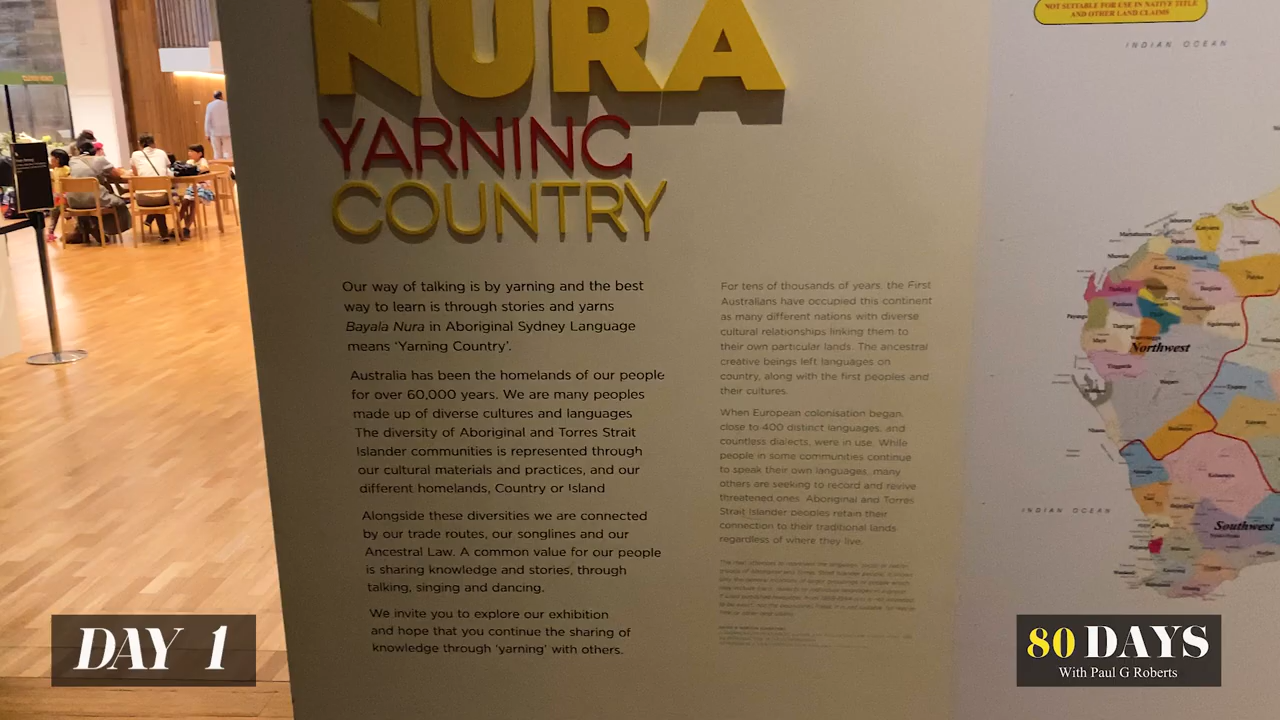 NURA
YARNING
COUNTRY
Our way of talking is by yarning and the best
way to learn is through stories and yarns
Bayala Nura in Aboriginal Sydney Language
means ‘Yarning Country’.
Australia has been the homelands of our people
for over 60,000 years. We are many peoples
made up of diverse cultures and languages
The diversity of Aboriginal and Torres Strait
Islander communities is represented through
our cultural materials and practices, and our
different homelands, Country or Island
Alongside these diversities we are connected
by our trade routes, our songlines and our
Ancestral Law. A common value for our people
is sharing knowledge and stories, through
talking, singing and dancing.
We invite you to explore our exhibition
and hope that you continue the sharing of
knowledge through ‘yarning’ with others.
For tens of thousands of years, the First
Australians have occupied this continent
as many different nations with diverse
cultural relationships linking them to
their own particular lands. The ancestral
creative beings left languages on
country, along with the first peoples and
their cultures.
When European colonisation began,
close to 400 distinct languages, and
countless dialects, were in use. While
people in some communities continue
to speak their own languages, many
others are seeking to record and revive
threatened ones. Aboriginal and Torres
Strait Islander peoples retain their
connection to their traditional lands
regardless of where they live.
NOT SUITABLE FOR USE IN NATIVE TITLE
AND OTHER LAND CLAIMS
INDIAN OCEAN
Northwest
INDIAN OCEAN
Southwest
DAY 1
80 DAYS
With Paul G Roberts